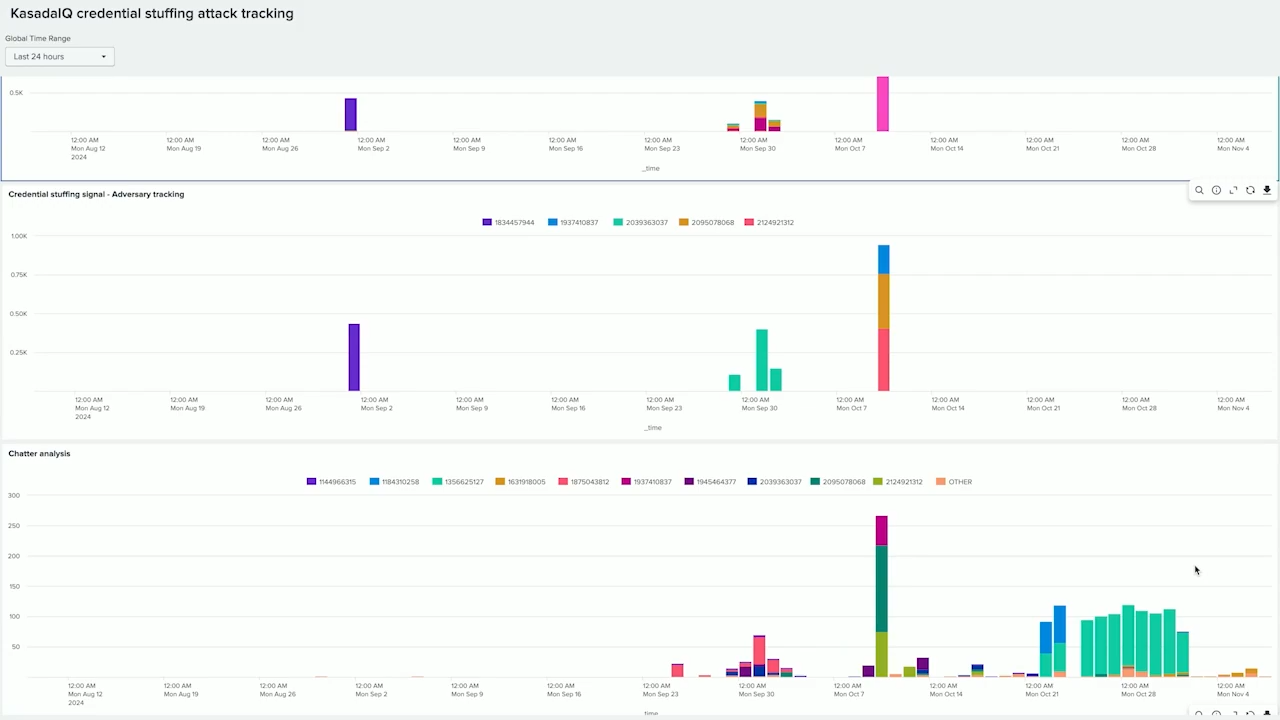 KasadaIQ credential stuffing attack tracking
Global Time Range
Last 24 hours
0.5K
12:00 AM 12:00 AM 12:00 AM 12:00 AM 12:00 AM 12:00 AM 12:00 AM 12:00 AM 12:00 AM 12:00 AM 12:00 AM 12:00 AM 12:00 AM
Mon Aug 12 Mon Aug 19 Mon Aug 26 Mon Sep 2 Mon Sep 9 Mon Sep 16 Mon Sep 23 Mon Sep 30 Mon Oct 7 Mon Oct 14 Mon Oct 21 Mon Oct 28 Mon Nov 4
2024
_time
Credential stuffing signal - Adversary tracking
1834457944 1937410837 2039363037 2095078068 2124921312
1.00K
0.75K
0.50K
0.25K
12:00 AM 12:00 AM 12:00 AM 12:00 AM 12:00 AM 12:00 AM 12:00 AM 12:00 AM 12:00 AM 12:00 AM 12:00 AM 12:00 AM 12:00 AM
Mon Aug 12 Mon Aug 19 Mon Aug 26 Mon Sep 2 Mon Sep 9 Mon Sep 16 Mon Sep 23 Mon Sep 30 Mon Oct 7 Mon Oct 14 Mon Oct 21 Mon Oct 28 Mon Nov 4
2024
_time
Chatter analysis
1144966315 1184310258 1356625127 1631918005 1875043812 1937410837 1945464377 2039363037 2095078068 2124921312 OTHER
300
250
200
150
100
50
12:00 AM 12:00 AM 12:00 AM 12:00 AM 12:00 AM 12:00 AM 12:00 AM 12:00 AM 12:00 AM 12:00 AM 12:00 AM 12:00 AM 12:00 AM
Mon Aug 12 Mon Aug 19 Mon Aug 26 Mon Sep 2 Mon Sep 9 Mon Sep 16 Mon Sep 23 Mon Sep 30 Mon Oct 7 Mon Oct 14 Mon Oct 21 Mon Oct 28 Mon Nov 4
2024
_time